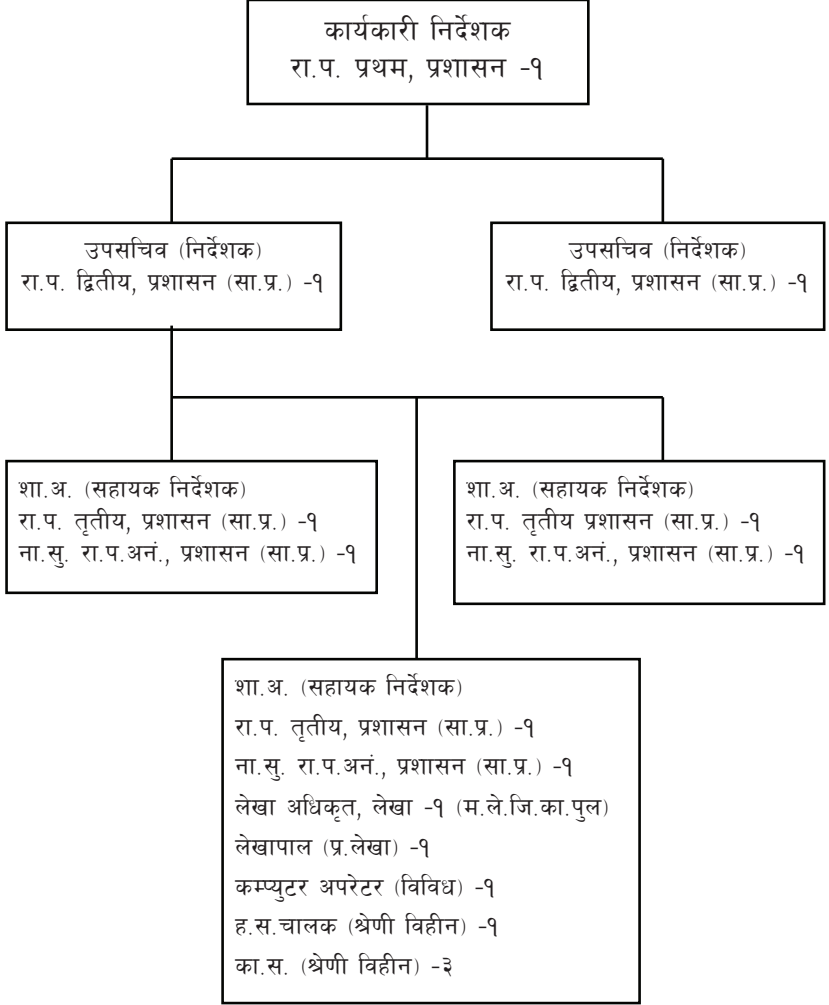 कार्यकारी निर्देशक
रा.प. प्रथम, प्रशासन -१
उपसचिव (निर्देशक)
रा.प. द्वितीय, प्रशासन (सा.प्र.) -१
उपसचिव (निर्देशक)
रा.प. द्वितीय, प्रशासन (सा.प्र.) -१
शा.अ. (सहायक निर्देशक)
रा.प. तृतीय, प्रशासन (सा.प्र.) -१
ना.सु. रा.प.अनं., प्रशासन (सा.प्र.) -१
शा.अ. (सहायक निर्देशक)
रा.प. तृतीय प्रशासन (सा.प्र.) -१
ना.सु. रा.प.अनं., प्रशासन (सा.प्र.) -१
शा.अ. (सहायक निर्देशक)
रा.प. तृतीय, प्रशासन (सा.प्र.) -१
ना.सु. रा.प.अनं., प्रशासन (सा.प्र.) -१
लेखा अधिकृत, लेखा -१ (म.ले.जि.का.पुल)
लेखापाल (प्र.लेखा) -१
कम्प्युटर अपरेटर (विविध) -१
ह.स.चालक (श्रेणी विहीन) -१
का.स. (श्रेणी विहीन) -३